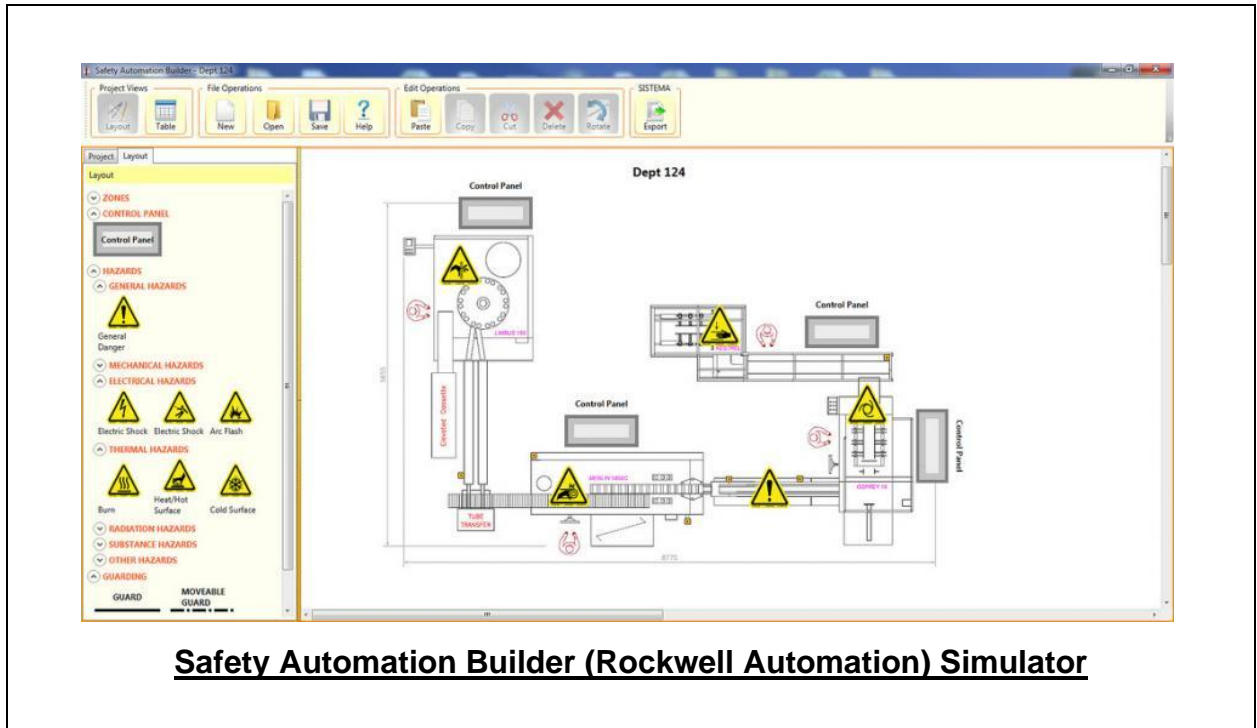 Safety Automation Builder - Dept 124
Project Views
File Operations
Edit Operations
SISTEMA
Layout
Table
New
Open
Save
Help
Paste
Copy
Cut
Delete
Rotate
Export
Project
Layout
Layout
ZONES
CONTROL PANEL
Control Panel
HAZARDS
GENERAL HAZARDS
General
Danger
MECHANICAL HAZARDS
ELECTRICAL HAZARDS
Electric Shock
Electric Shock
Arc Flash
THERMAL HAZARDS
Burn
Heat/Hot
Surface
Cold Surface
RADIATION HAZARDS
SUBSTANCE HAZARDS
OTHER HAZARDS
GUARDING
GUARD
MOVEABLE
GUARD
Dept 124
Control Panel
Control Panel
Control Panel
Control Panel
Elevated Cassette
TUBE
TRANSFER
8770
Safety Automation Builder (Rockwell Automation) Simulator